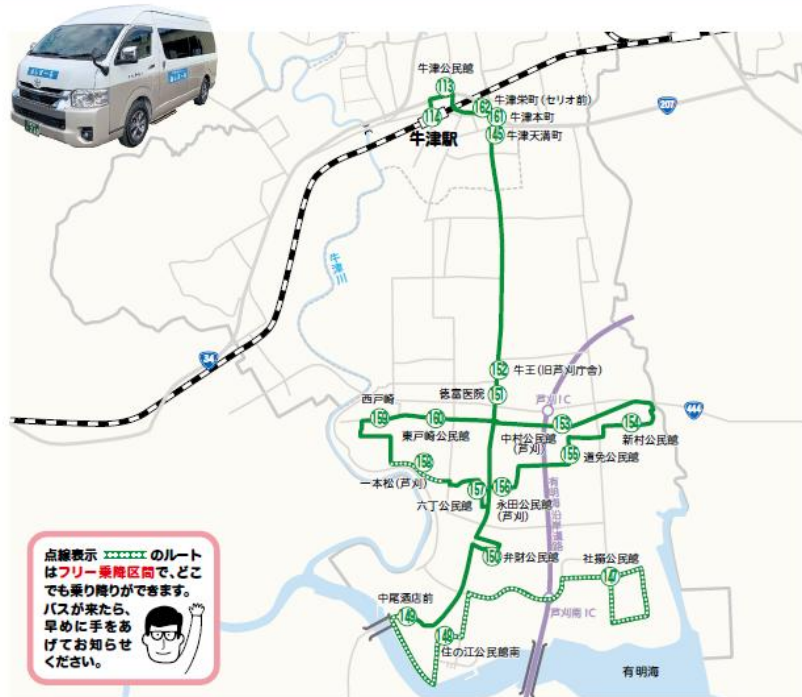 牛津公民館
113
162
牛津栄町(セリオ前)
161
牛津本町
114
145
牛津天満町
牛津駅
207
牛津川
34
152
牛王(旧芦刈庁舎)
徳富医院
151
芦刈IC
西戸崎
159
160
東戸崎公民館
中村公民館
(芦刈)
153
154
新村公民館
444
155
道免公民館
158
一本松(芦刈)
157
六丁公民館
156
永田公民館
(芦刈)
有明海沿岸道路
150
弁財公民館
社搦公民館
147
中尾酒店前
149
148
住の江公民館南
芦刈南IC
有明海
点線表示 のルート
はフリー乗降区間で、どこ
でも乗り降りができます。
バスが来たら、
早めに手をあ
げてお知らせ
ください。